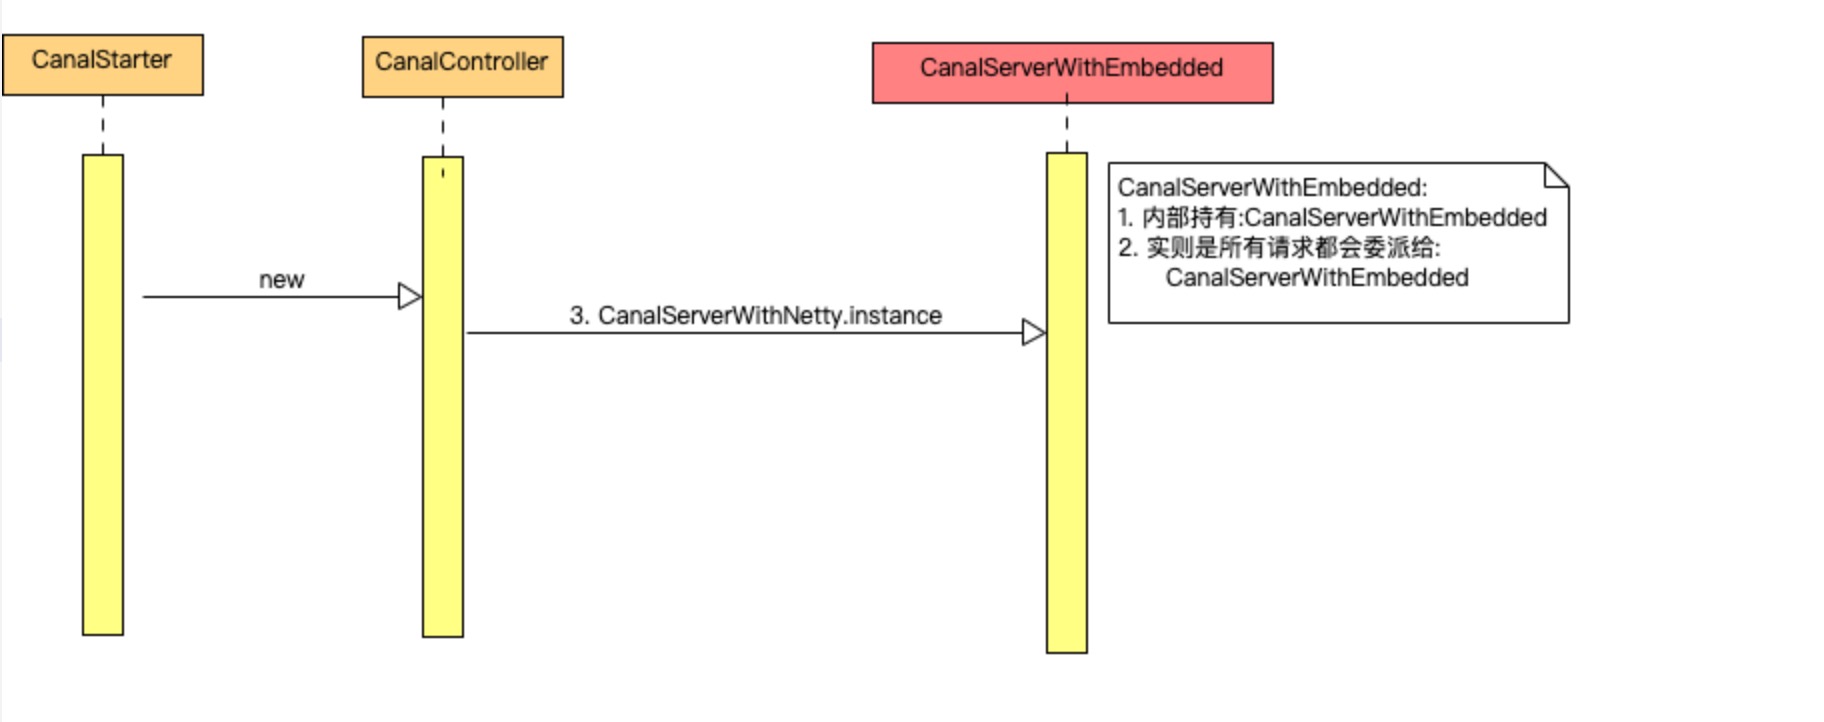 CanalStarter
CanalController
CanalServerWithEmbedded
CanalServerWithEmbedded:
1. 内部持有:CanalServerWithEmbedded
2. 实则是所有请求都会委派给:
CanalServerWithEmbedded
new
3. CanalServerWithNetty.instance